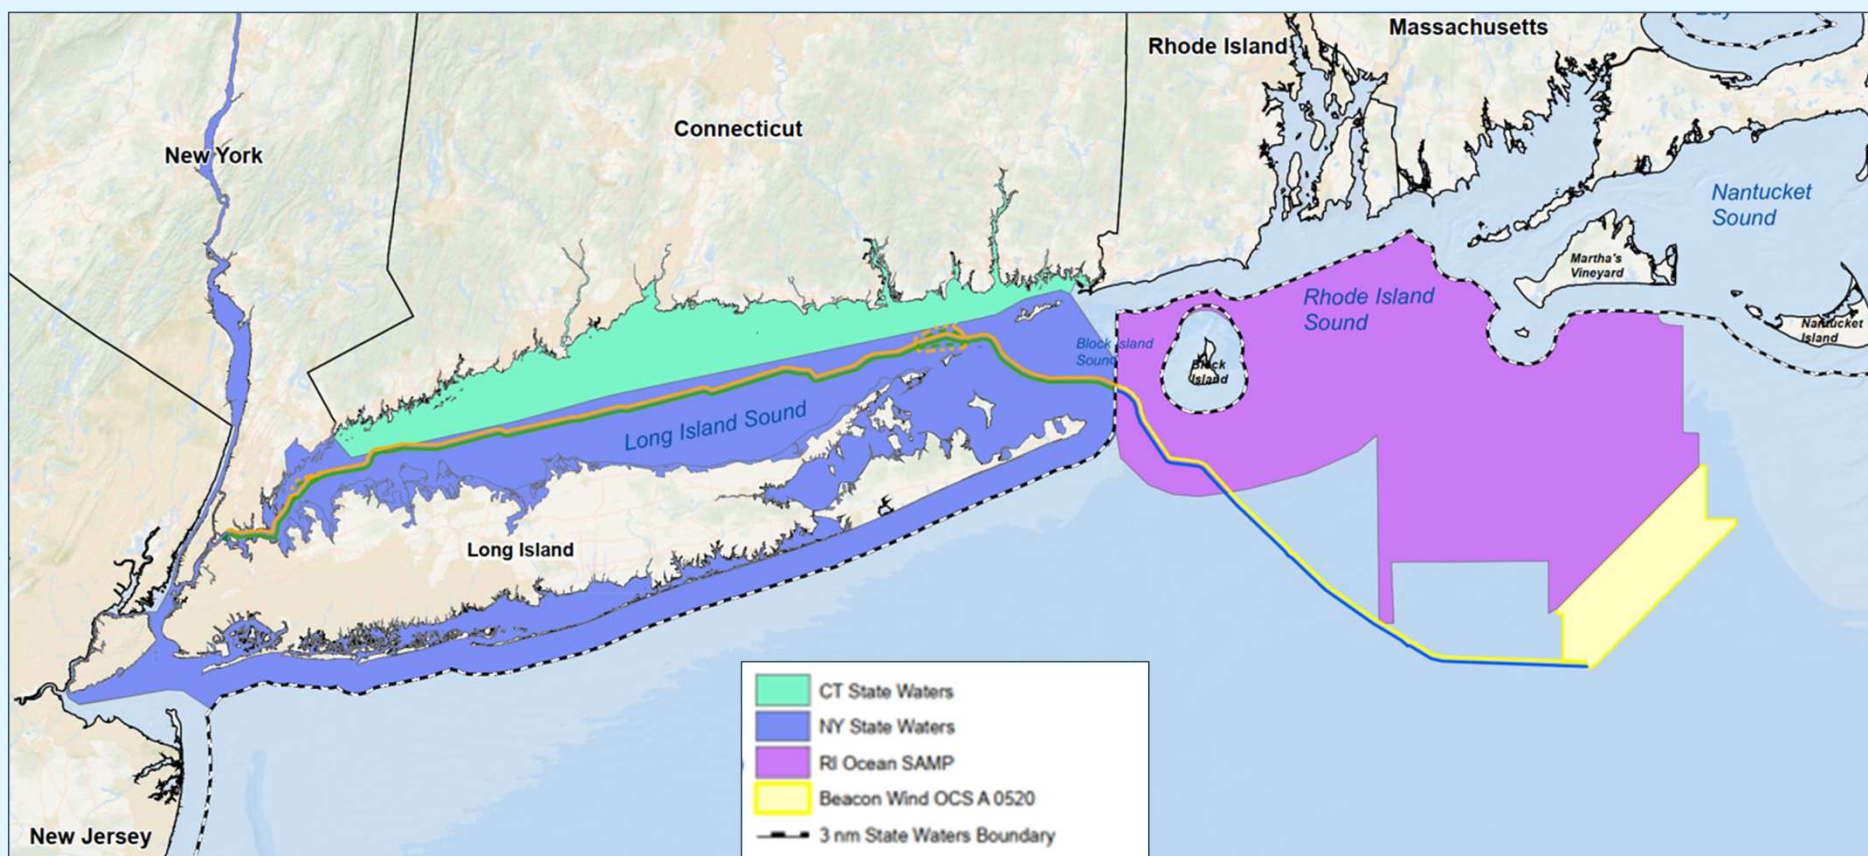 Bay
Massachusetts
Rhode Island
Connecticut
New York
Nantucket
Sound
Martha's
Vineyard
Rhode Island
Sound
Nantucket
Island
Block Island
Sound
Block
Island
Long Island Sound
Long Island
CT State Waters
NY State Waters
RI Ocean SAMP
Beacon Wind OCS A 0520
3 nm State Waters Boundary
New Jersey